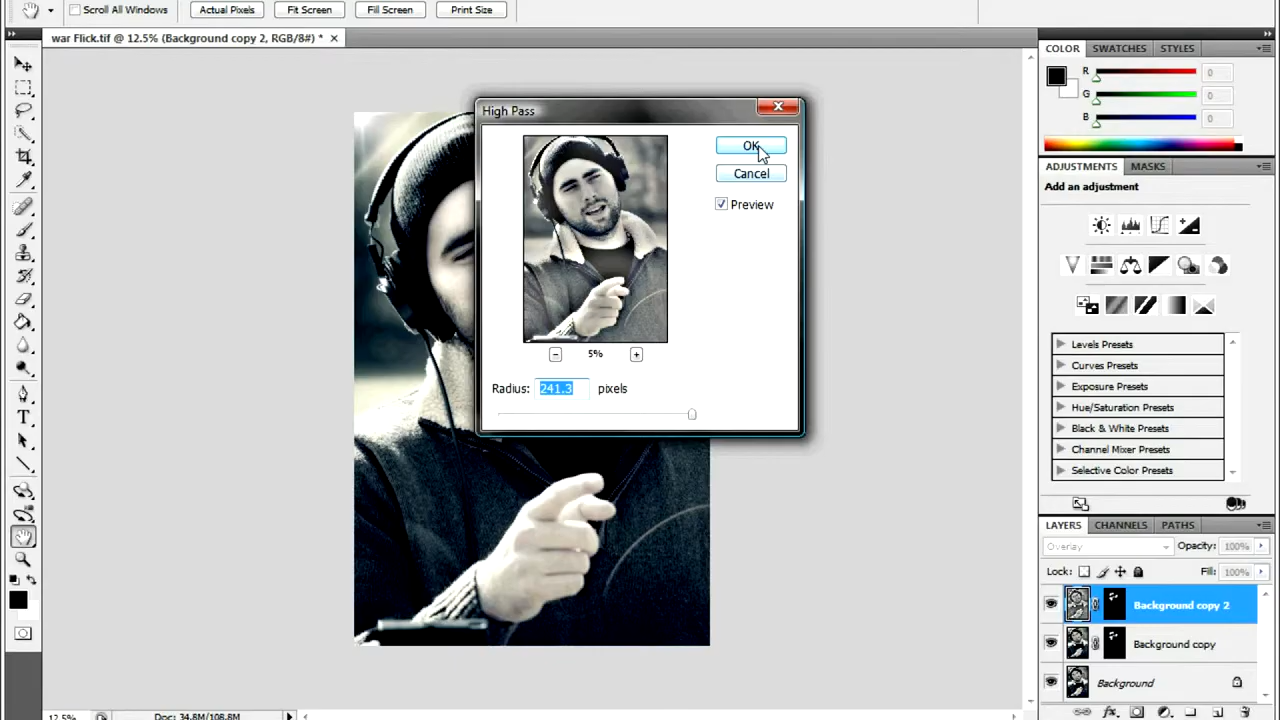 Scroll All Windows Actual Pixels Fit Screen Fill Screen Print Size
war Flick.tif @ 12.5% (Background copy 2, RGB/8#) *
High Pass
OK
Cancel
Preview
5%
Radius: 241.3 pixels
12.5% Doc: 34.8M/108.8M
COLOR SWATCHES STYLES
R 0
G 0
B 0
ADJUSTMENTS MASKS
Add an adjustment
Levels Presets
Curves Presets
Exposure Presets
Hue/Saturation Presets
Black & White Presets
Channel Mixer Presets
Selective Color Presets
LAYERS CHANNELS PATHS
Overlay Opacity: 100%
Lock: Fill: 100%
Background copy 2
Background copy
Background